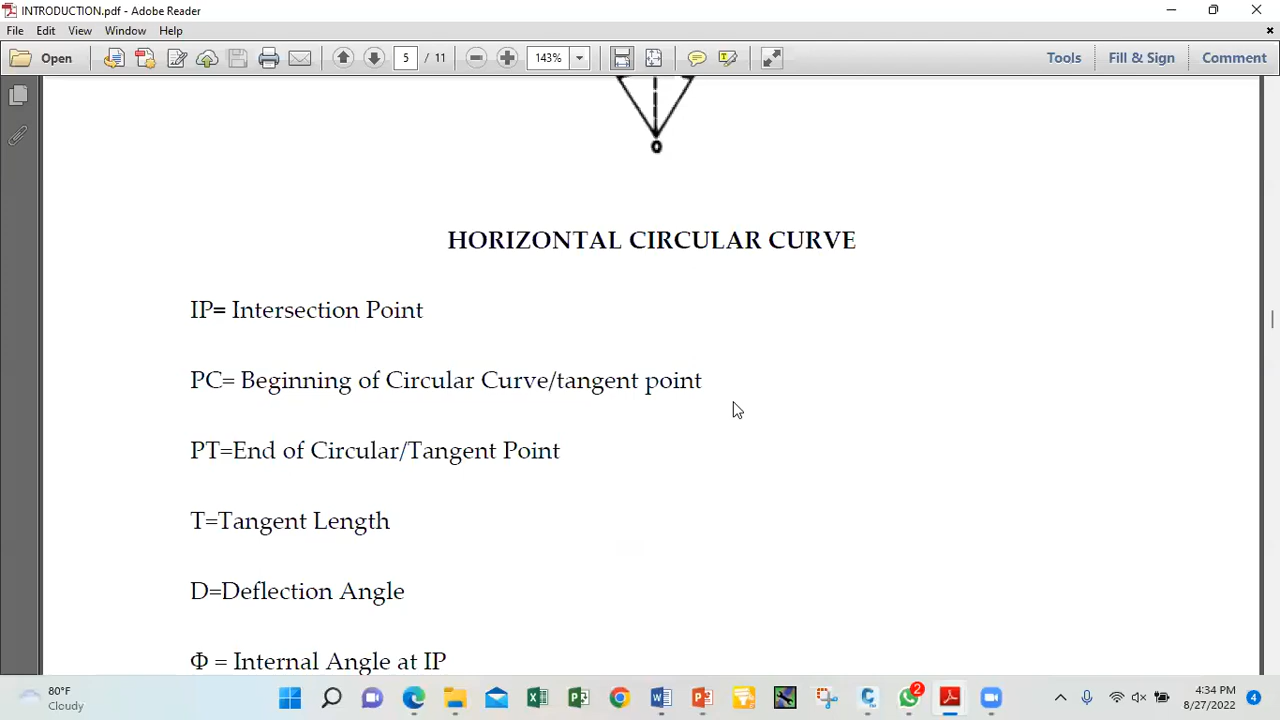 INTRODUCTION.pdf - Adobe Reader
File Edit View Window Help
Open 5 / 11 143% Tools Fill & Sign Comment
O
HORIZONTAL CIRCULAR CURVE
IP= Intersection Point
PC= Beginning of Circular Curve/tangent point
PT=End of Circular/Tangent Point
T=Tangent Length
D=Deflection Angle
Φ = Internal Angle at IP
80°F
Cloudy
2
4:34 PM
8/27/2022
4